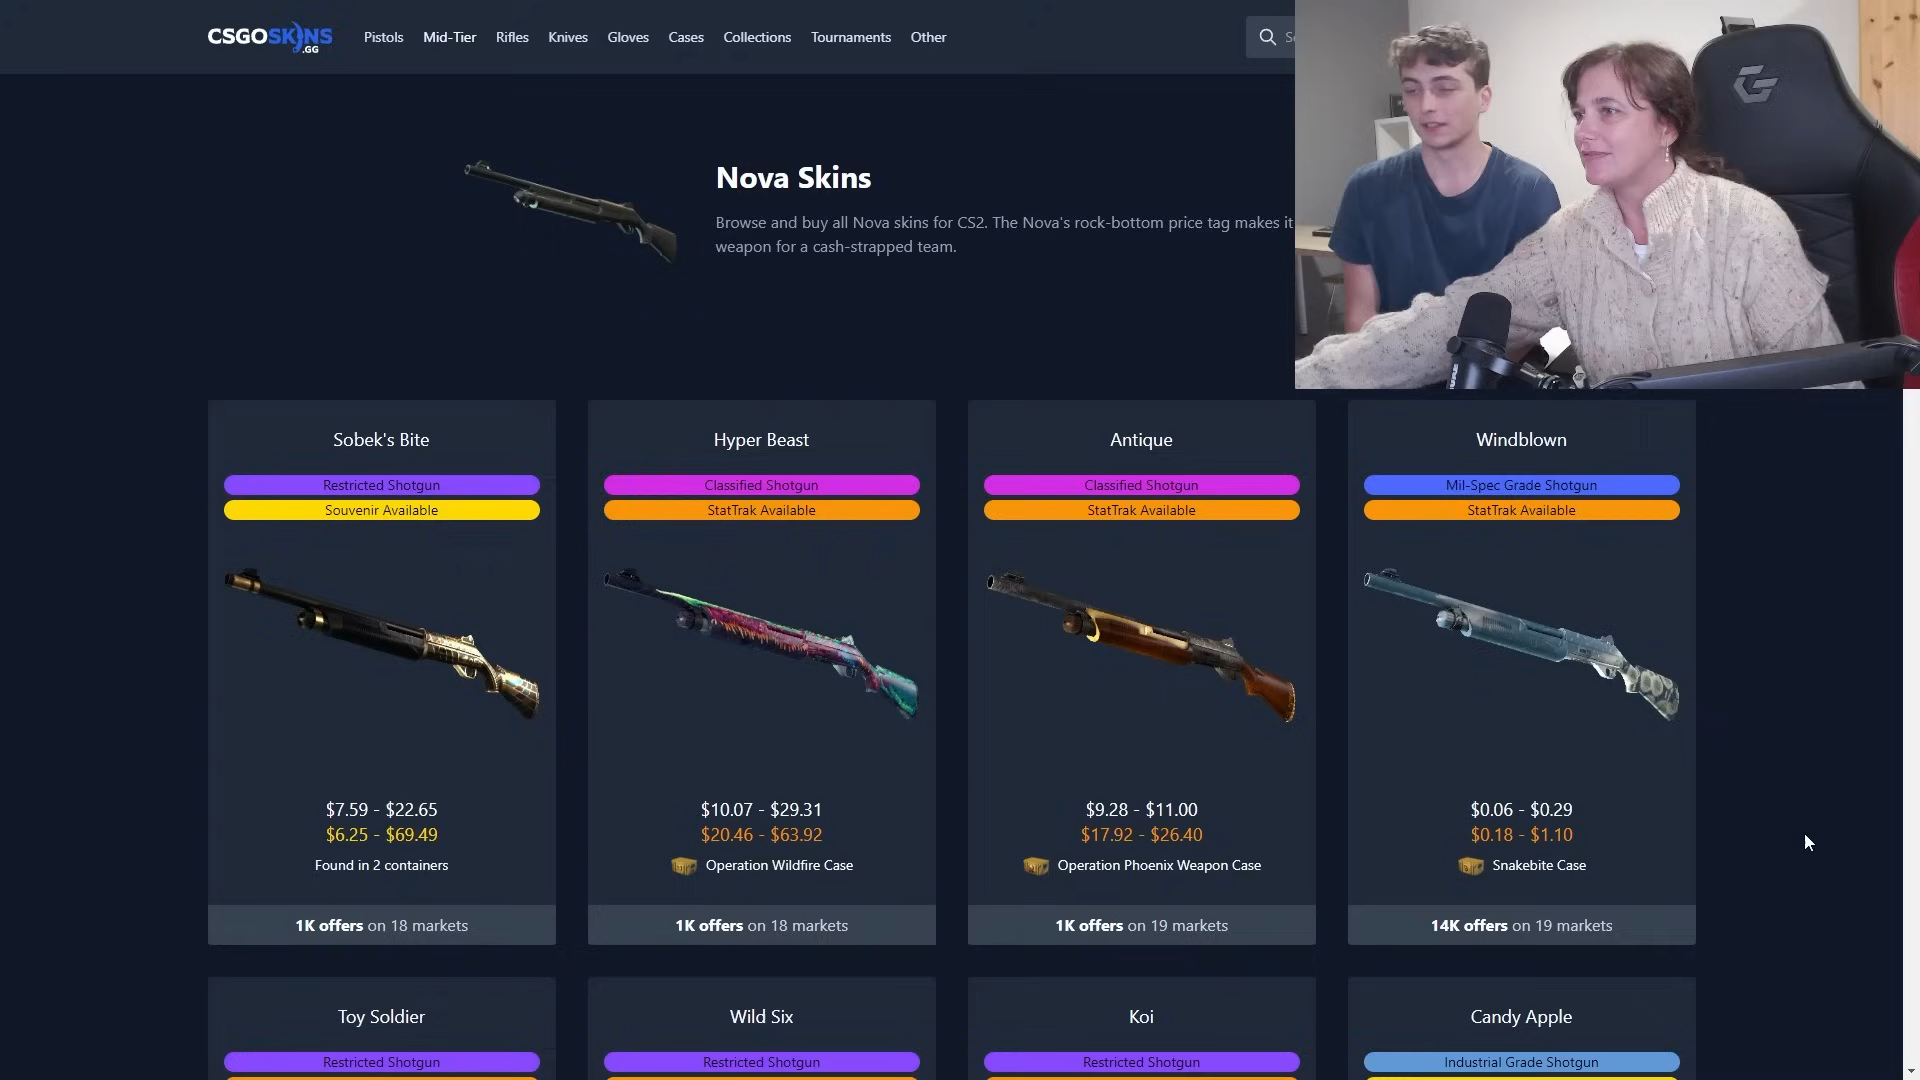 CSGOSKINS
.GG
Pistols
Mid-Tier
Rifles
Knives
Gloves
Cases
Collections
Tournaments
Other
Nova Skins
Browse and buy all Nova skins for CS2. The Nova's rock-bottom price tag makes it
weapon for a cash-strapped team.
Sobek's Bite
Restricted Shotgun
Souvenir Available
$7.59 - $22.65
$6.25 - $69.49
Found in 2 containers
1K offers on 18 markets
Hyper Beast
Classified Shotgun
StatTrak Available
$10.07 - $29.31
$20.46 - $63.92
Operation Wildfire Case
1K offers on 18 markets
Antique
Classified Shotgun
StatTrak Available
$9.28 - $11.00
$17.92 - $26.40
Operation Phoenix Weapon Case
1K offers on 19 markets
Windblown
Mil-Spec Grade Shotgun
StatTrak Available
$0.06 - $0.29
$0.18 - $1.10
Snakebite Case
14K offers on 19 markets
Toy Soldier
Restricted Shotgun
Wild Six
Restricted Shotgun
Koi
Restricted Shotgun
Candy Apple
Industrial Grade Shotgun